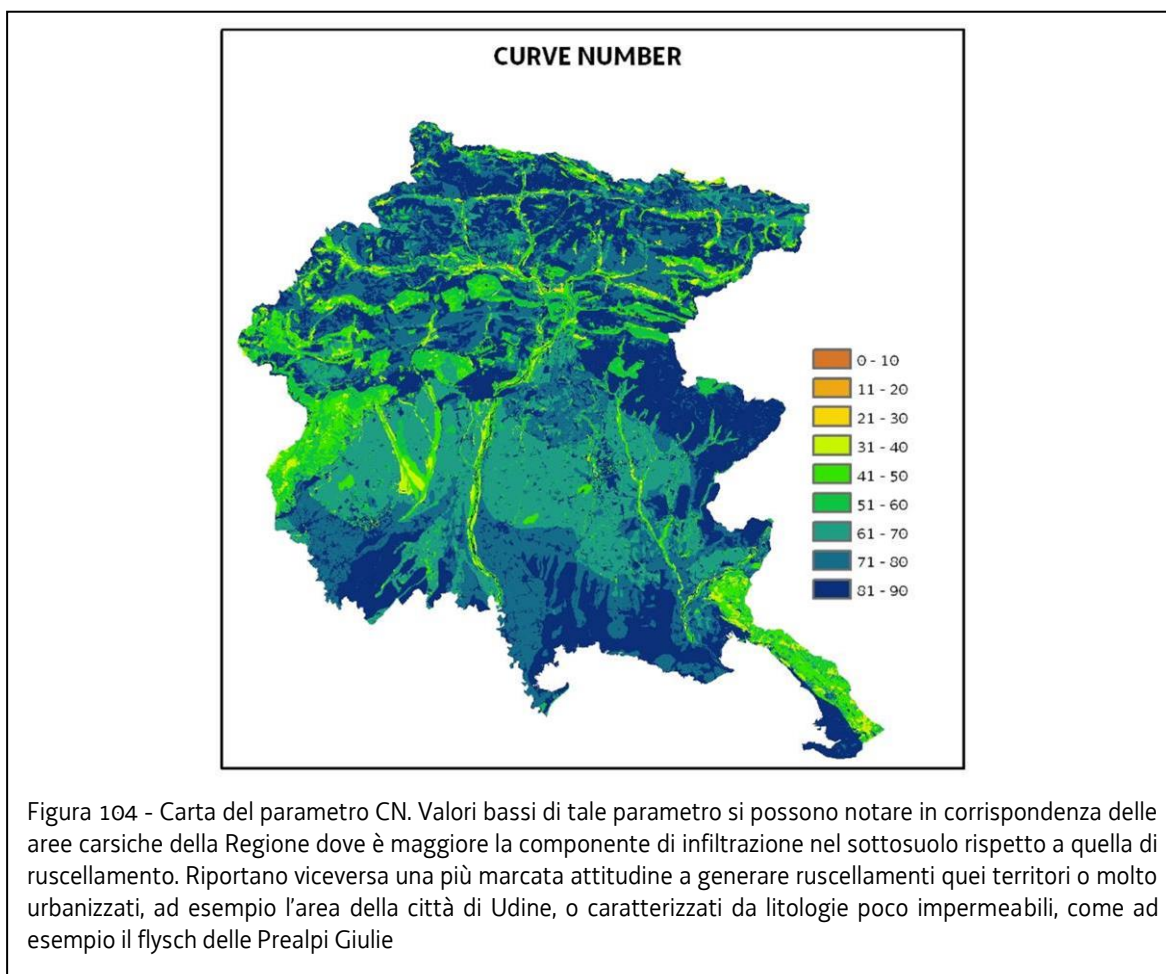 CURVE NUMBER
0 - 10
11 - 20
21 - 30
31 - 40
41 - 50
51 - 60
61 - 70
71 - 80
81 - 90
Figura 104 - Carta del parametro CN. Valori bassi di tale parametro si possono notare in corrispondenza delle
aree carsiche della Regione dove è maggiore la componente di infiltrazione nel sottosuolo rispetto a quella di
ruscellamento. Riportano viceversa una più marcata attitudine a generare ruscellamenti quei territori o molto
urbanizzati, ad esempio l'area della città di Udine, o caratterizzati da litologie poco impermeabili, come ad
esempio il flysch delle Prealpi Giulie